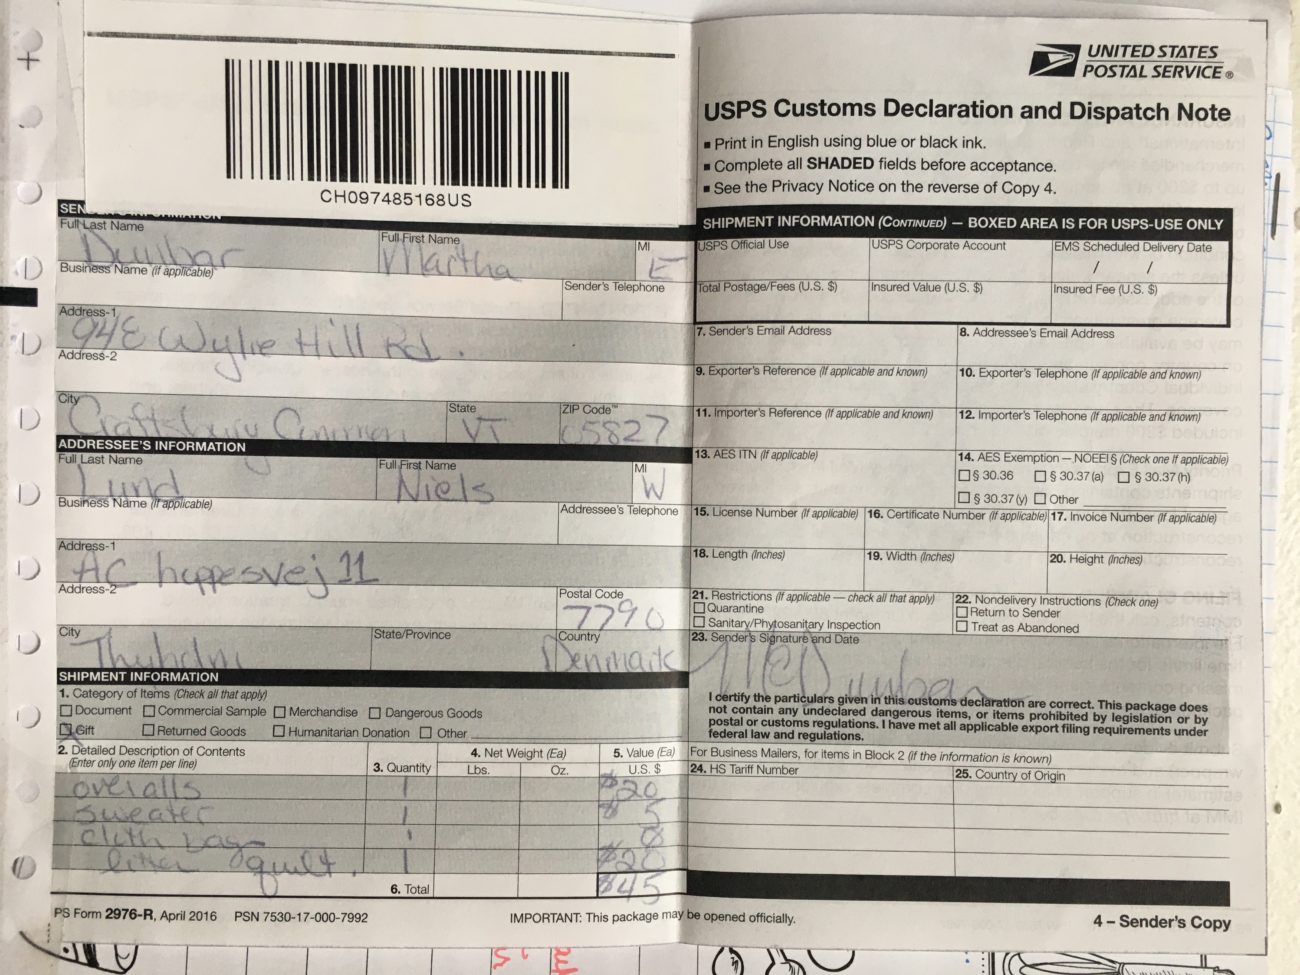 CH097485168US
UNITED STATES
POSTAL SERVICE®
USPS Customs Declaration and Dispatch Note
▪ Print in English using blue or black ink.
▪ Complete all SHADED fields before acceptance.
▪ See the Privacy Notice on the reverse of Copy 4.
SENDER'S INFORMATION
Full Last Name Full First Name MI
Dunbar Martha E
Business Name (if applicable) Sender's Telephone
Address-1
94E Wylie Hill Rd.
Address-2
City State ZIP Code™
Craftsbury Common VT 05827
ADDRESSEE'S INFORMATION
Full Last Name Full First Name MI
Lund Niels W
Business Name (if applicable) Addressee's Telephone
Address-1
AC høppesvej 11
Address-2 Postal Code
7790
City State/Province Country
Thyholm Denmark
SHIPMENT INFORMATION
1. Category of Items (Check all that apply)
Document Commercial Sample Merchandise Dangerous Goods
Gift Returned Goods Humanitarian Donation Other
2. Detailed Description of Contents
(Enter only one item per line)
3. Quantity 4. Net Weight (Ea) 5. Value (Ea)
Lbs. Oz. U.S. $
overalls 1 $20
sweater 1 $5
cloth bag 1 0
linen quilt. 1 $20
6. Total $45
PS Form 2976-R, April 2016 PSN 7530-17-000-7992
IMPORTANT: This package may be opened officially.
SHIPMENT INFORMATION (CONTINUED) — BOXED AREA IS FOR USPS-USE ONLY
USPS Official Use USPS Corporate Account EMS Scheduled Delivery Date
/ /
Total Postage/Fees (U.S. $) Insured Value (U.S. $) Insured Fee (U.S. $)
7. Sender's Email Address 8. Addressee's Email Address
9. Exporter's Reference (If applicable and known) 10. Exporter's Telephone (If applicable and known)
11. Importer's Reference (If applicable and known) 12. Importer's Telephone (If applicable and known)
13. AES ITN (If applicable) 14. AES Exemption — NOEEI § (Check one if applicable)
§ 30.36 § 30.37 (a) § 30.37 (h)
§ 30.37 (y) Other
15. License Number (If applicable) 16. Certificate Number (If applicable) 17. Invoice Number (If applicable)
18. Length (Inches) 19. Width (Inches) 20. Height (Inches)
21. Restrictions (If applicable — check all that apply) 22. Nondelivery Instructions (Check one)
Quarantine Return to Sender
Sanitary/Phytosanitary Inspection Treat as Abandoned
23. Sender's Signature and Date
MED Dunbar
I certify the particulars given in this customs declaration are correct. This package does
not contain any undeclared dangerous items, or items prohibited by legislation or by
postal or customs regulations. I have met all applicable export filing requirements under
federal law and regulations.
For Business Mailers, for items in Block 2 (if the information is known)
24. HS Tariff Number 25. Country of Origin
4 – Sender's Copy